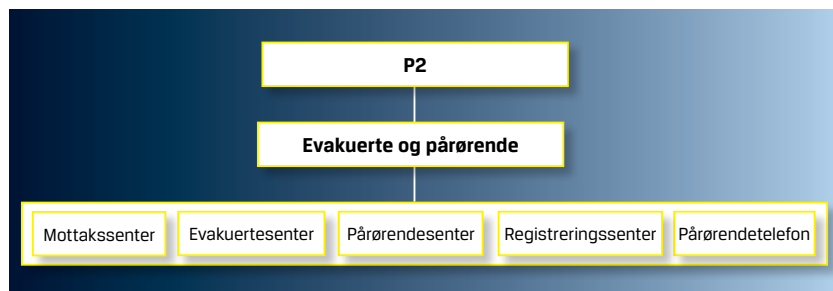 P2
Evakuerte og pårørende
Mottakssenter
Evakuertesenter
Pårørendesenter
Registreringssenter
Pårørendetelefon